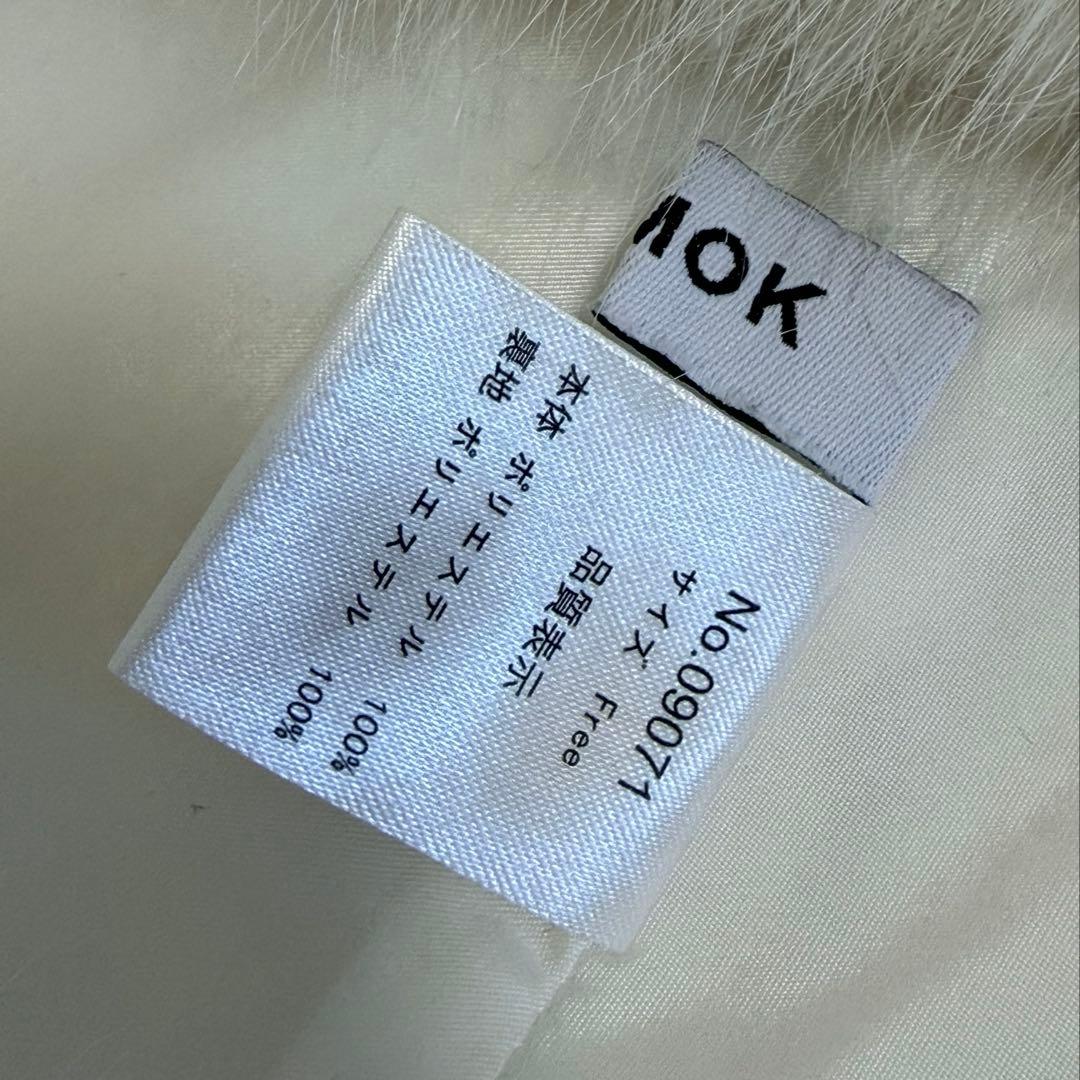 MOK
No.09071
サイズ Free
品質表示
本体 ポリエステル 100%
裏地 ポリエステル 100%